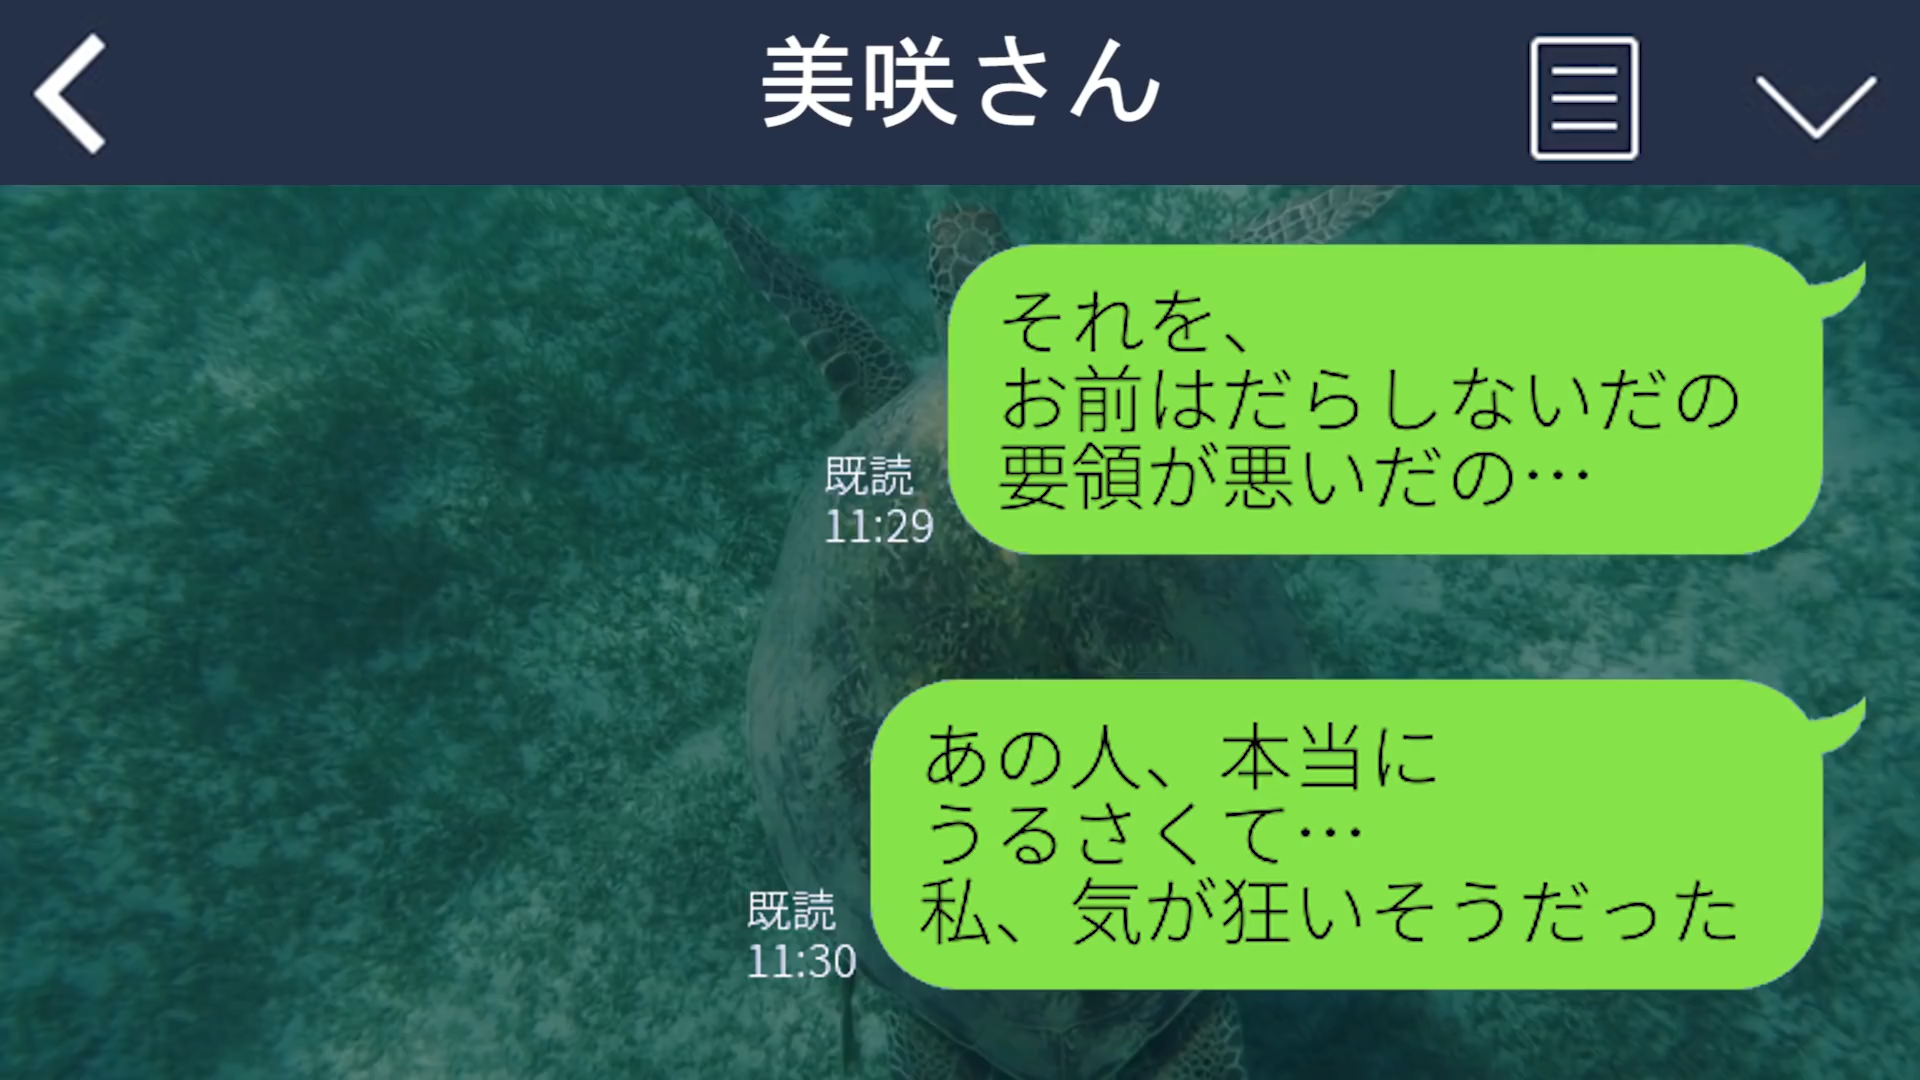 美咲さん
それを、
お前はだらしないだの
要領が悪いだの…
既読
11:29
あの人、本当に
うるさくて…
私、気が狂いそうだった
既読
11:30